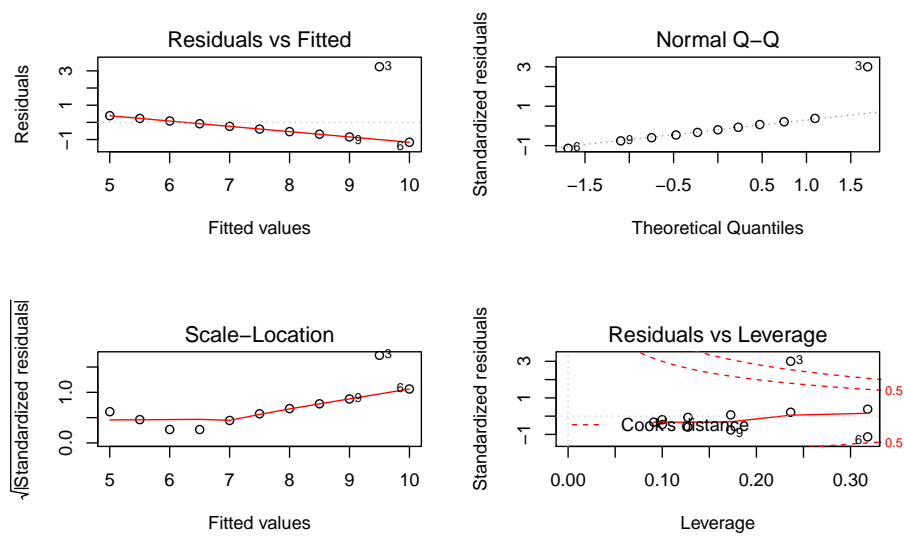 Residuals vs Fitted
Residuals
3
1
−1
3
9
6
5 6 7 8 9 10
Fitted values
Normal Q−Q
Standardized residuals
3
1
−1
3
9
6
−1.5 −0.5 0.5 1.5
Theoretical Quantiles
Scale−Location
√|Standardized residuals|
1.0
0.0
3
6
9
5 6 7 8 9 10
Fitted values
Residuals vs Leverage
Standardized residuals
3
1
−1
3
0.5
Cook's distance
9
6
0.5
0.00 0.10 0.20 0.30
Leverage